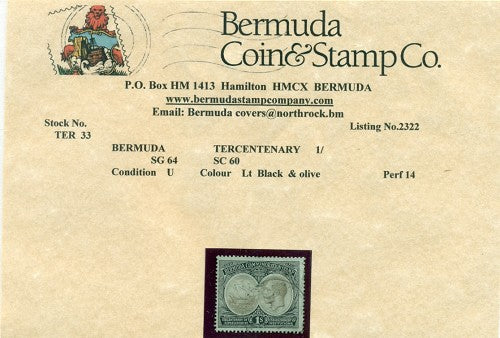 Bermuda
Coin&Stamp Co.
P.O. Box HM 1413 Hamilton HMCX BERMUDA
www.bermudastampcompany.com
Email: Bermuda covers@northrock.bm
Stock No.
TER 33
Listing No.2322
BERMUDA TERCENTENARY 1/
SG 64 SC 60
Condition U Colour Lt Black & olive Perf 14